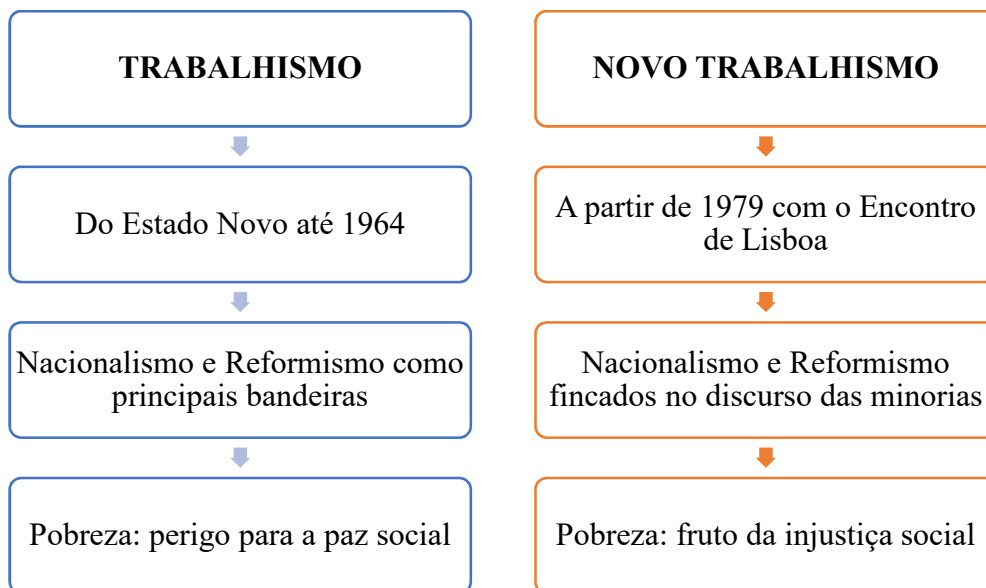 TRABALHISMO
Do Estado Novo até 1964
Nacionalismo e Reformismo como
principais bandeiras
Pobreza: perigo para a paz social
NOVO TRABALHISMO
A partir de 1979 com o Encontro
de Lisboa
Nacionalismo e Reformismo
fincados no discurso das minorias
Pobreza: fruto da injustiça social